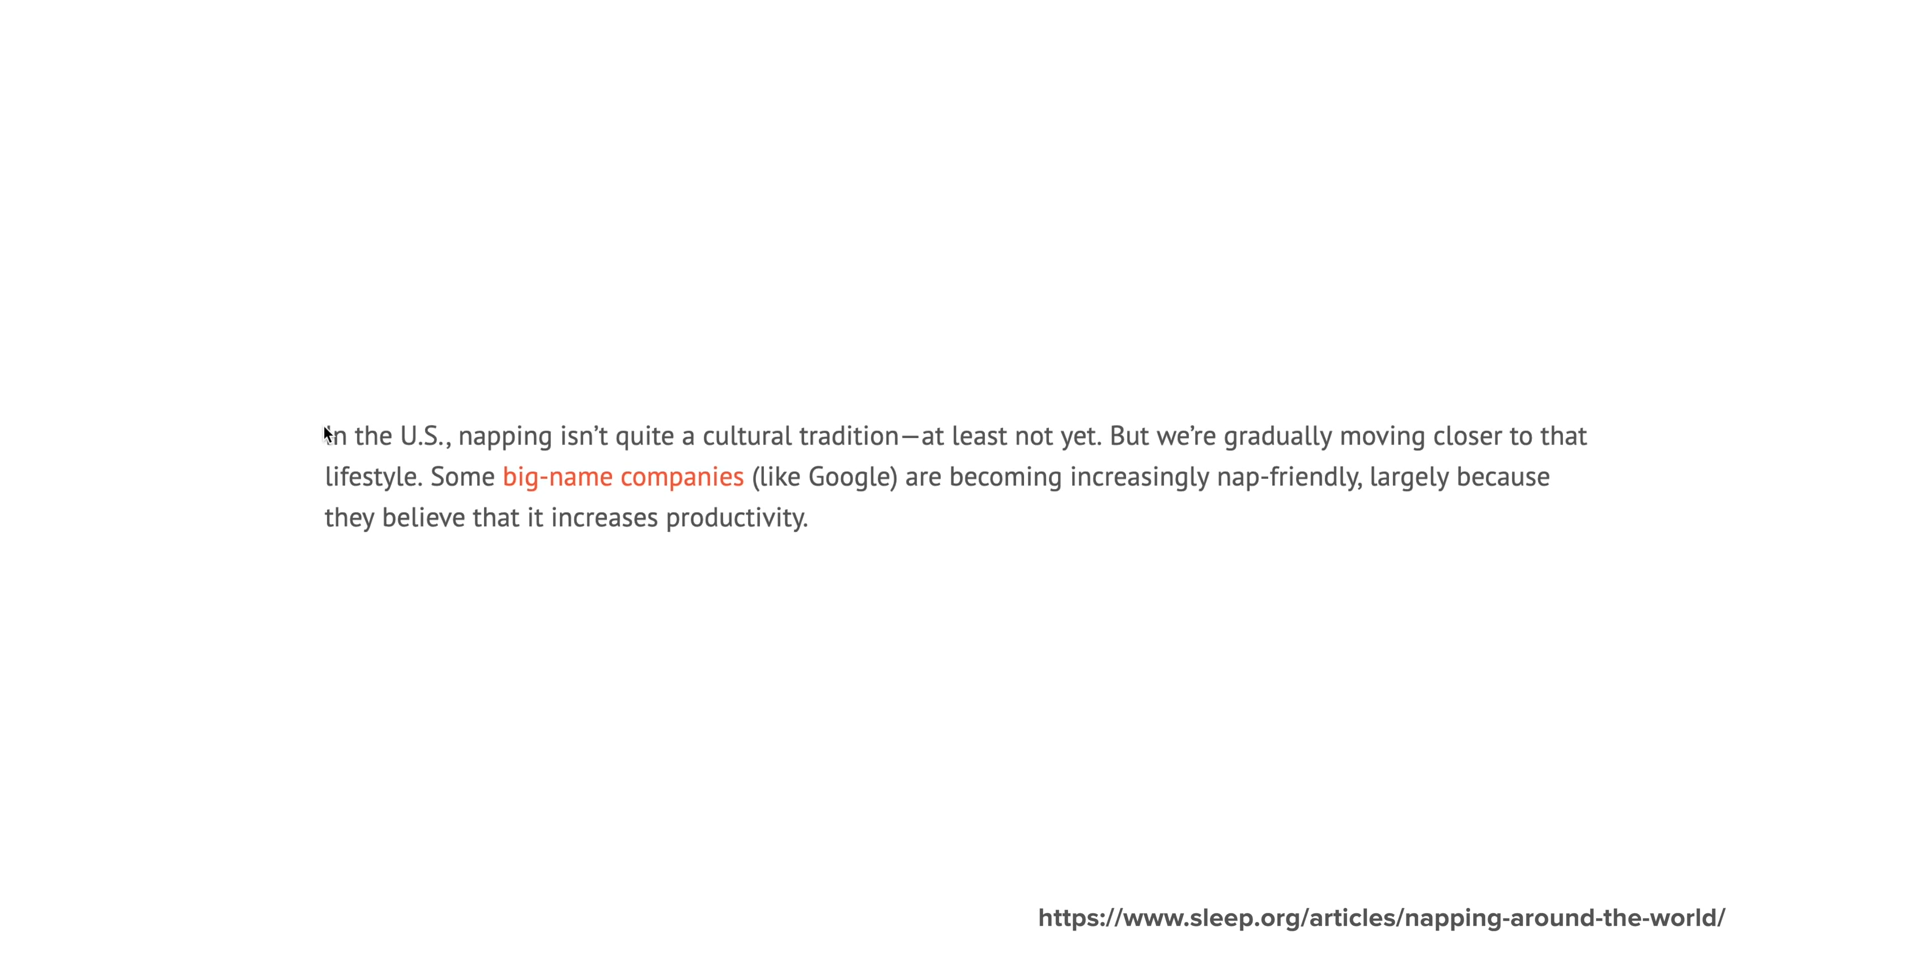 In the U.S., napping isn’t quite a cultural tradition—at least not yet. But we’re gradually moving closer to that
lifestyle. Some big-name companies (like Google) are becoming increasingly nap-friendly, largely because
they believe that it increases productivity.
https://www.sleep.org/articles/napping-around-the-world/